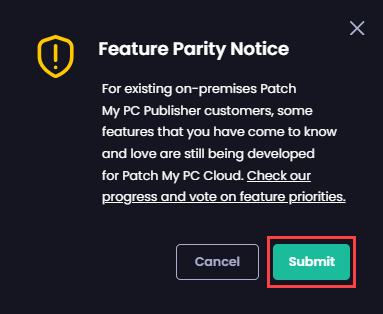 Feature Parity Notice
For existing on-premises Patch
My PC Publisher customers, some
features that you have come to know
and love are still being developed
for Patch My PC Cloud. Check our
progress and vote on feature priorities.
Cancel
Submit